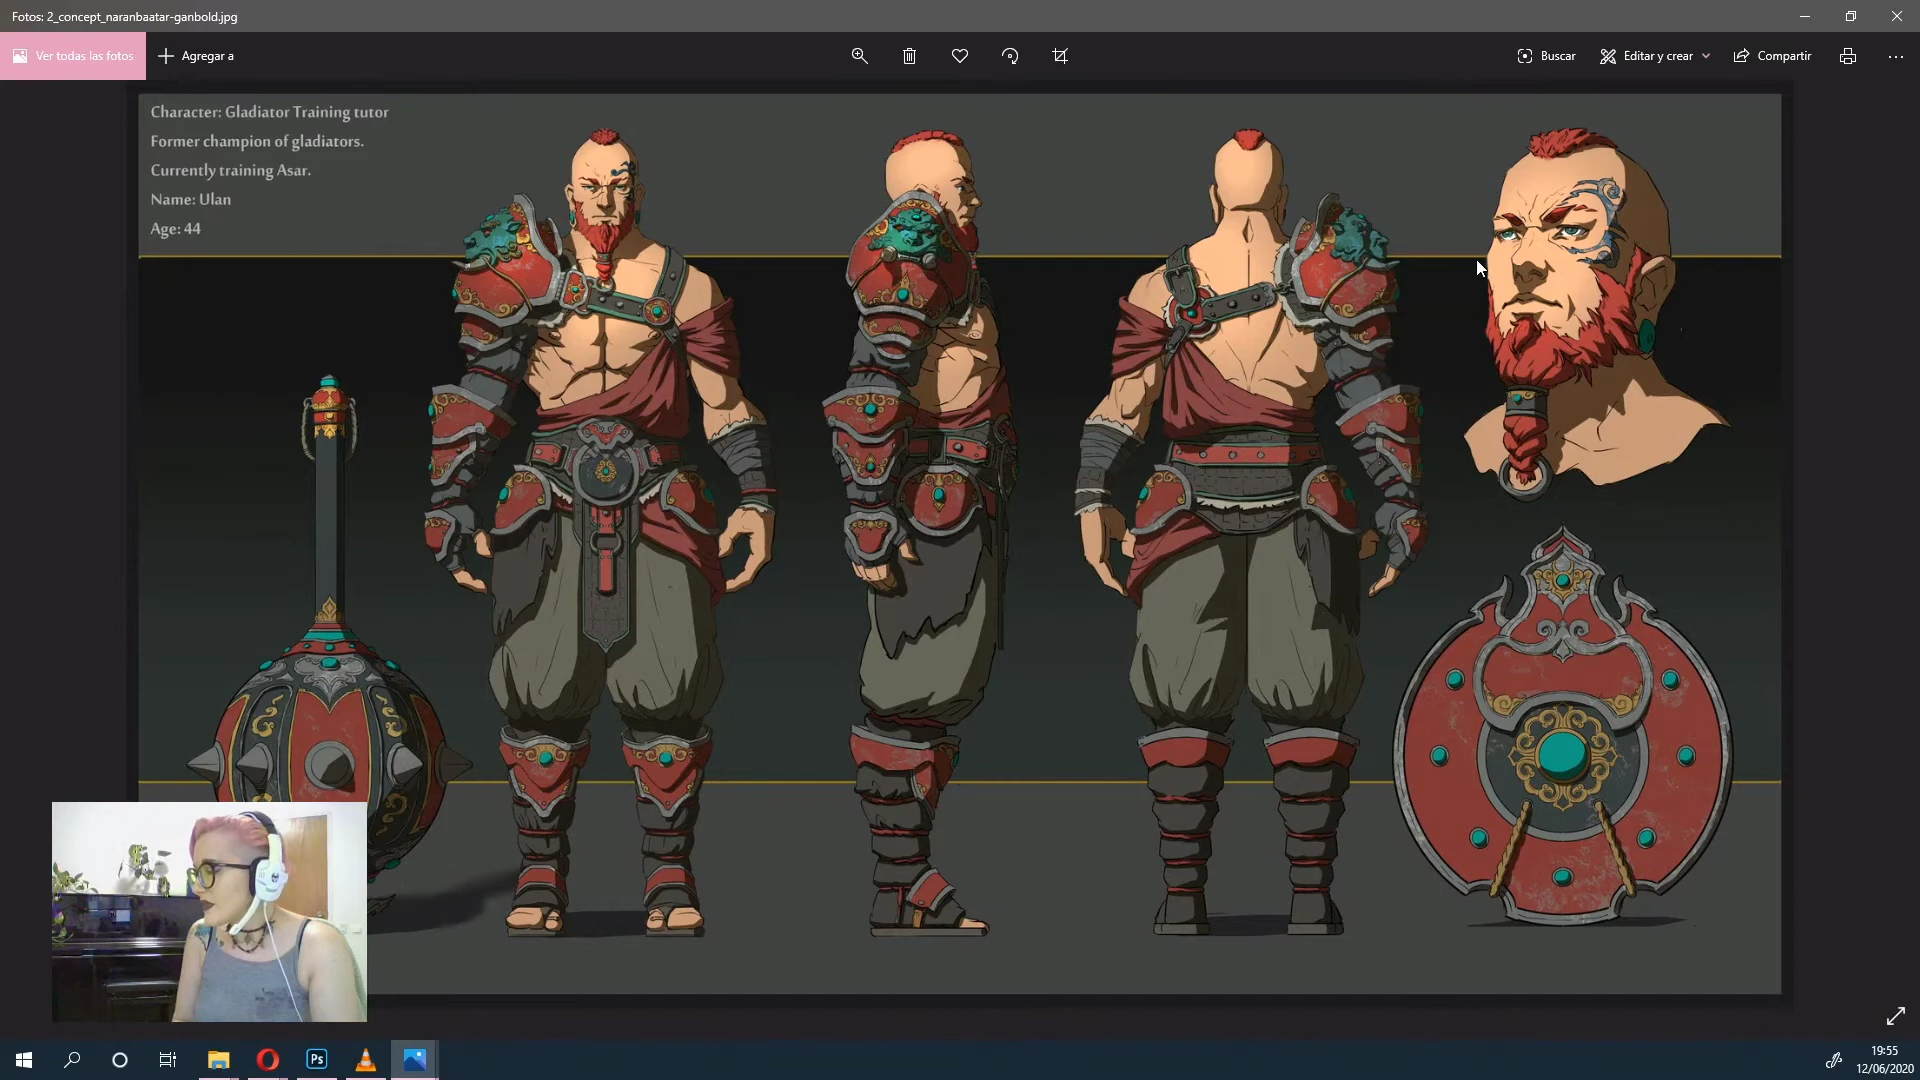 Fotos: 2_concept_naranbaatar-ganbold.jpg
Ver todas las fotos
Agregar a
Buscar
Editar y crear
Compartir
Character: Gladiator Training tutor
Former champion of gladiators.
Currently training Asar.
Name: Ulan
Age: 44
Ps
19:55
12/06/2020